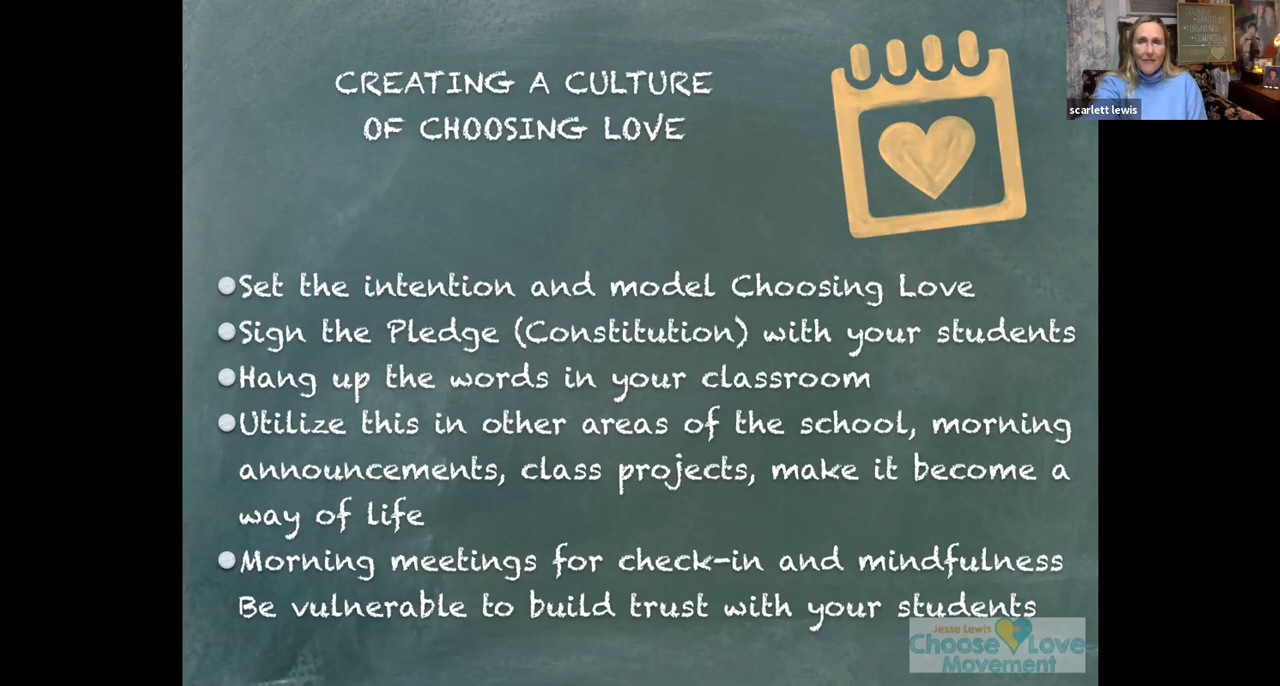 CREATING A CULTURE
OF CHOOSING LOVE
scarlett lewis
Set the intention and model Choosing Love
Sign the Pledge (Constitution) with your students
Hang up the words in your classroom
Utilize this in other areas of the school, morning
announcements, class projects, make it become a
way of life
Morning meetings for check-in and mindfulness
Be vulnerable to build trust with your students
Jesse Lewis
Choose Love
Movement